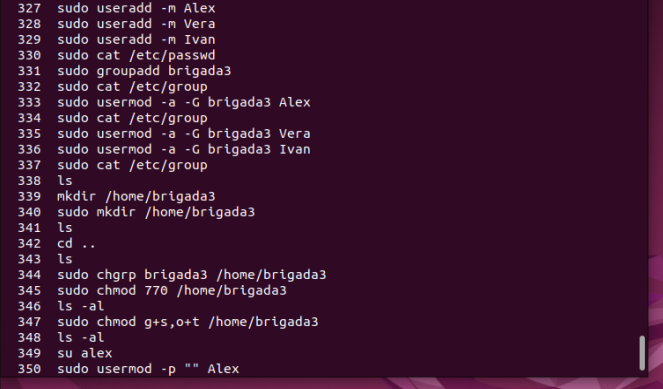 327 sudo useradd -m Alex
328 sudo useradd -m Vera
329 sudo useradd -m Ivan
330 sudo cat /etc/passwd
331 sudo groupadd brigada3
332 sudo cat /etc/group
333 sudo usermod -a -G brigada3 Alex
334 sudo cat /etc/group
335 sudo usermod -a -G brigada3 Vera
336 sudo usermod -a -G brigada3 Ivan
337 sudo cat /etc/group
338 ls
339 mkdir /home/brigada3
340 sudo mkdir /home/brigada3
341 ls
342 cd ..
343 ls
344 sudo chgrp brigada3 /home/brigada3
345 sudo chmod 770 /home/brigada3
346 ls -al
347 sudo chmod g+s,o+t /home/brigada3
348 ls -al
349 su alex
350 sudo usermod -p "" Alex